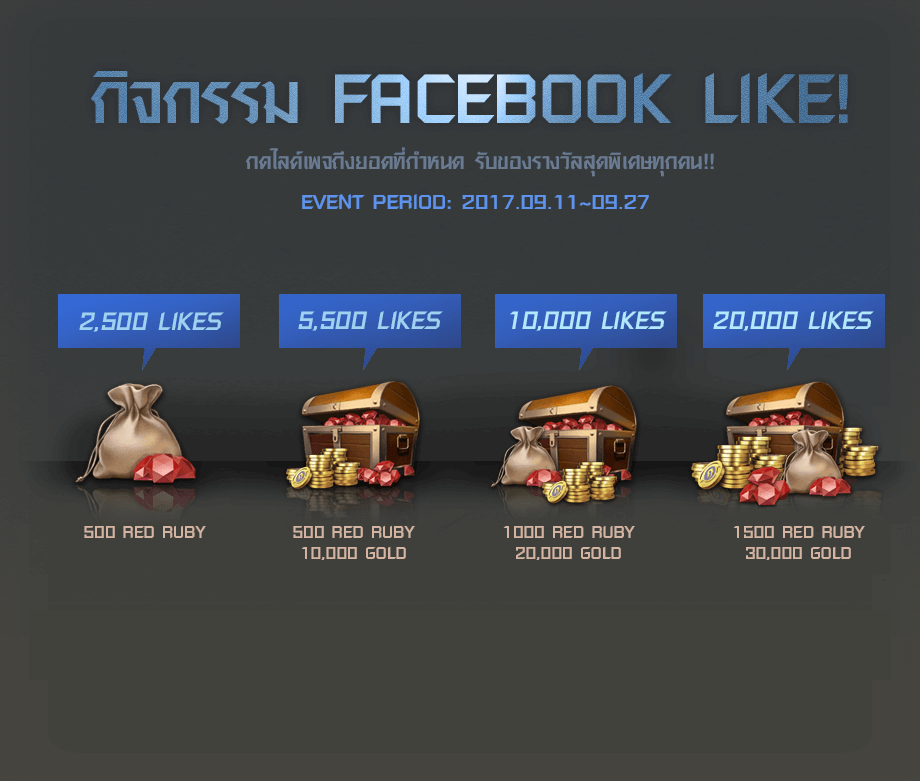 กิจกรรม FACEBOOK LIKE!
กดไลค์เพจถึงยอดที่กำหนด รับของรางวัลสุดพิเศษทุกคน!!
EVENT PERIOD: 2017.09.11~09.27
2,500 LIKES
5,500 LIKES
10,000 LIKES
20,000 LIKES
500 RED RUBY
500 RED RUBY
10,000 GOLD
1000 RED RUBY
20,000 GOLD
1500 RED RUBY
30,000 GOLD